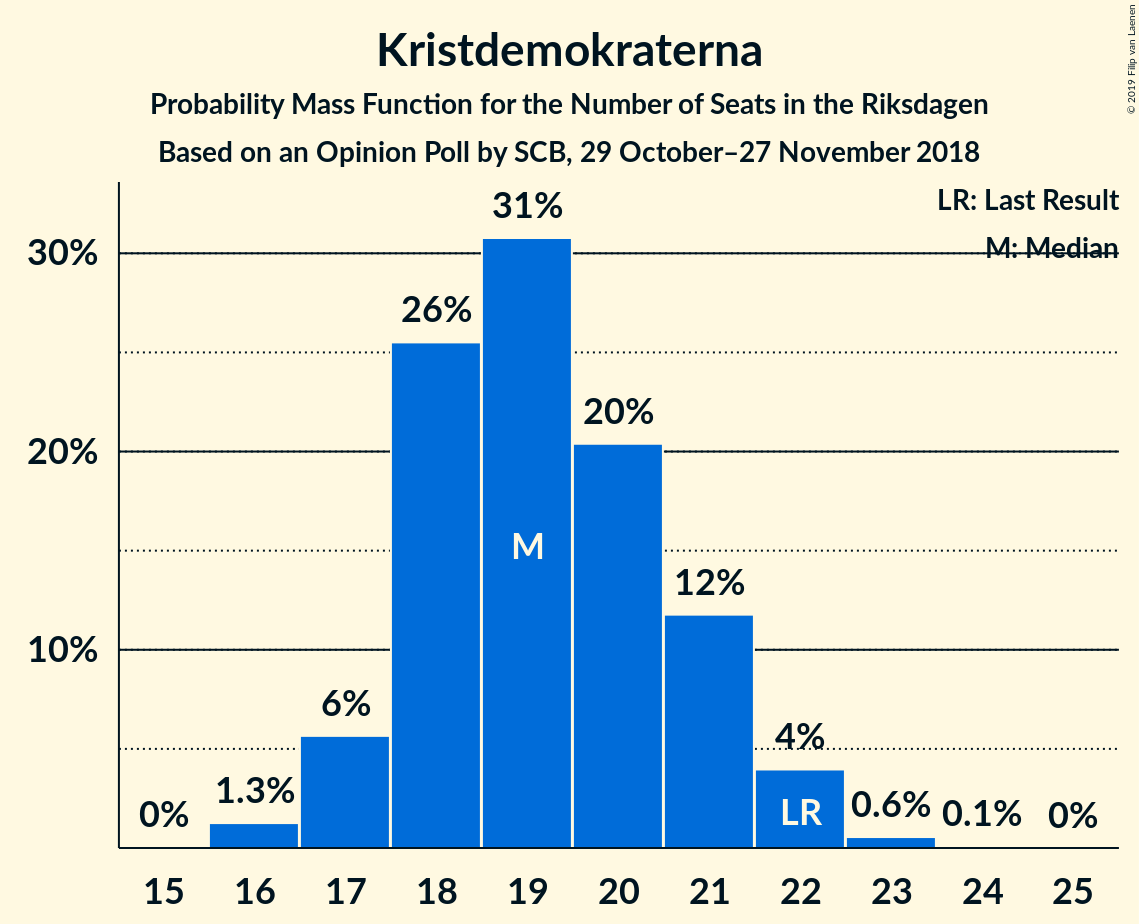 Kristdemokraterna
Probability Mass Function for the Number of Seats in the Riksdagen
Based on an Opinion Poll by SCB, 29 October–27 November 2018
© 2019 Filip van Laenen
LR: Last Result
M: Median
30%
20%
10%
0%
1.3%
6%
26%
31%
20%
12%
4%
0.6%
0.1%
0%
M
LR
15 16 17 18 19 20 21 22 23 24 25